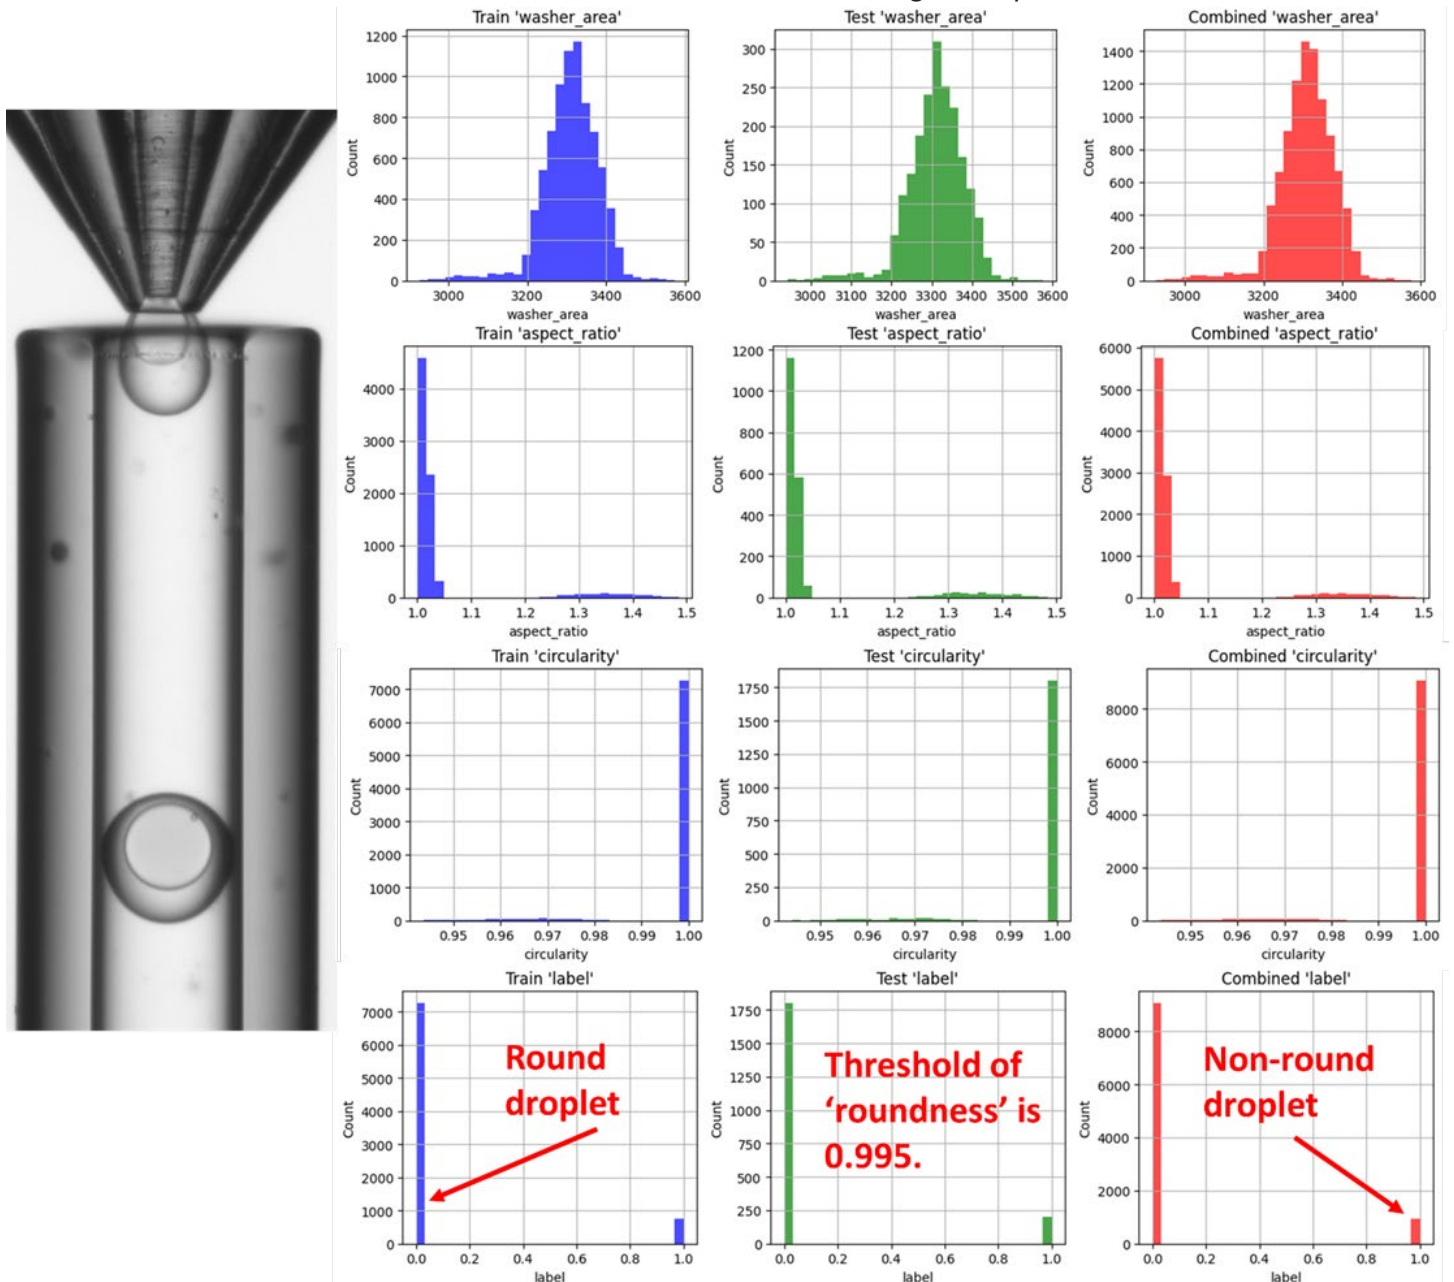 Train 'washer_area'
Test 'washer_area'
Combined 'washer_area'
1200
1000
800
600
400
200
0
Count
3000 3200 3400 3600
washer_area
300
250
200
150
100
50
0
Count
3000 3100 3200 3300 3400 3500 3600
washer_area
1400
1200
1000
800
600
400
200
0
Count
3000 3200 3400 3600
washer_area
Train 'aspect_ratio'
Test 'aspect_ratio'
Combined 'aspect_ratio'
4000
3000
2000
1000
0
Count
1.0 1.1 1.2 1.3 1.4 1.5
aspect_ratio
1200
1000
800
600
400
200
0
Count
1.0 1.1 1.2 1.3 1.4 1.5
aspect_ratio
6000
5000
4000
3000
2000
1000
0
Count
1.0 1.1 1.2 1.3 1.4 1.5
aspect_ratio
Train 'circularity'
Test 'circularity'
Combined 'circularity'
7000
6000
5000
4000
3000
2000
1000
0
Count
0.95 0.96 0.97 0.98 0.99 1.00
circularity
1750
1500
1250
1000
750
500
250
0
Count
0.95 0.96 0.97 0.98 0.99 1.00
circularity
8000
6000
4000
2000
0
Count
0.95 0.96 0.97 0.98 0.99 1.00
circularity
Train 'label'
Test 'label'
Combined 'label'
7000
6000
5000
4000
3000
2000
1000
0
Count
Round
droplet
0.0 0.2 0.4 0.6 0.8 1.0
label
1750
1500
1250
1000
750
500
250
0
Count
Threshold of
‘roundness’ is
0.995.
0.0 0.2 0.4 0.6 0.8 1.0
label
8000
6000
4000
2000
0
Count
Non-round
droplet
0.0 0.2 0.4 0.6 0.8 1.0
label